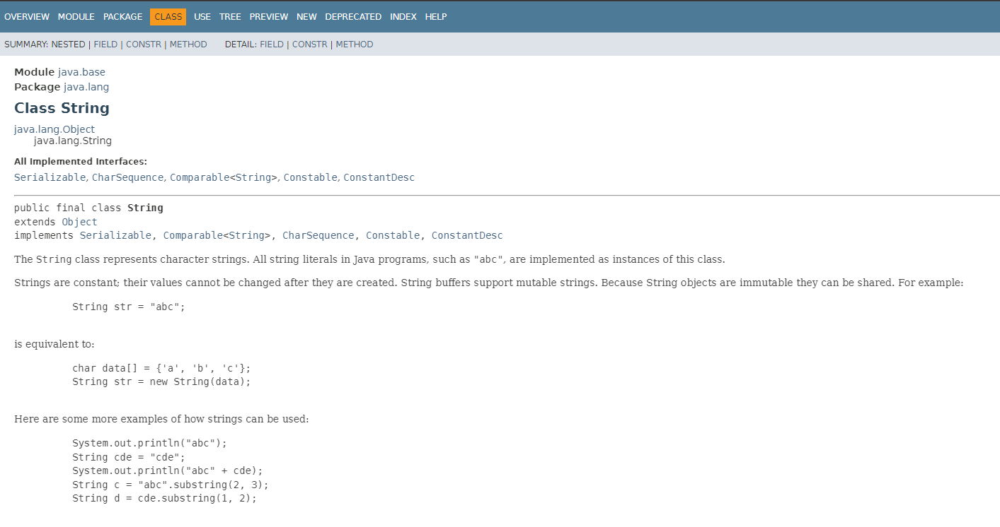 OVERVIEW MODULE PACKAGE CLASS USE TREE PREVIEW NEW DEPRECATED INDEX HELP
SUMMARY: NESTED | FIELD | CONSTR | METHOD DETAIL: FIELD | CONSTR | METHOD
Module java.base
Package java.lang
Class String
java.lang.Object
java.lang.String
All Implemented Interfaces:
Serializable, CharSequence, Comparable<String>, Constable, ConstantDesc
public final class String
extends Object
implements Serializable, Comparable<String>, CharSequence, Constable, ConstantDesc
The String class represents character strings. All string literals in Java programs, such as "abc", are implemented as instances of this class.
Strings are constant; their values cannot be changed after they are created. String buffers support mutable strings. Because String objects are immutable they can be shared. For example:
String str = "abc";
is equivalent to:
char data[] = {'a', 'b', 'c'};
String str = new String(data);
Here are some more examples of how strings can be used:
System.out.println("abc");
String cde = "cde";
System.out.println("abc" + cde);
String c = "abc".substring(2, 3);
String d = cde.substring(1, 2);